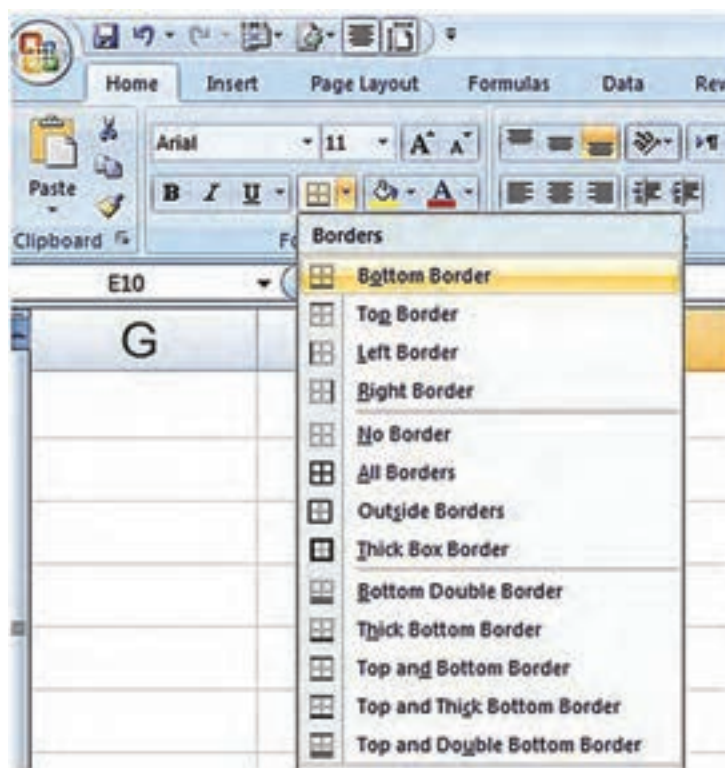 Home Insert Page Layout Formulas Data Rev
Arial 11 A A
Paste B I U A
Clipboard Fo
Borders
E10
Bottom Border
G
Top Border
Left Border
Right Border
No Border
All Borders
Outside Borders
Thick Box Border
Bottom Double Border
Thick Bottom Border
Top and Bottom Border
Top and Thick Bottom Border
Top and Double Bottom Border